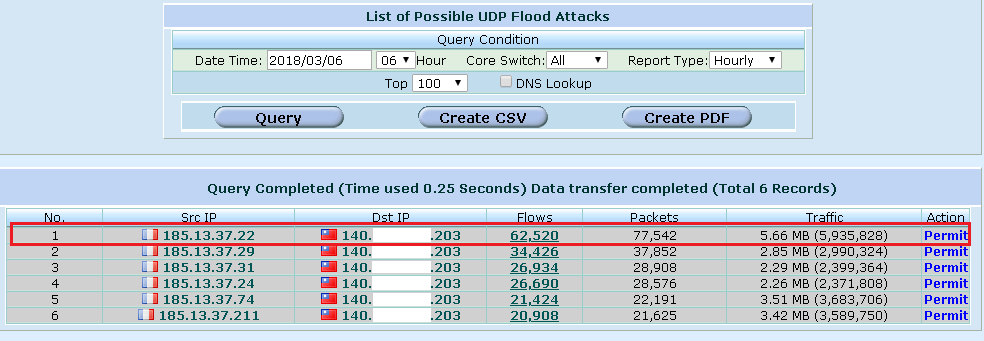 List of Possible UDP Flood Attacks
Query Condition
Date Time: 2018/03/06 06 Hour Core Switch: All Report Type: Hourly
Top 100 DNS Lookup
Query Create CSV Create PDF
Query Completed (Time used 0.25 Seconds) Data transfer completed (Total 6 Records)
No. Src IP Dst IP Flows Packets Traffic Action
1 185.13.37.22 140. .203 62,520 77,542 5.66 MB (5,935,828) Permit
2 185.13.37.29 140. .203 34,426 37,852 2.85 MB (2,990,324) Permit
3 185.13.37.31 140. .203 26,934 28,908 2.29 MB (2,399,364) Permit
4 185.13.37.24 140. .203 26,690 28,576 2.26 MB (2,371,808) Permit
5 185.13.37.74 140. .203 21,424 22,191 3.51 MB (3,683,706) Permit
6 185.13.37.211 140. .203 20,908 21,625 3.42 MB (3,589,750) Permit